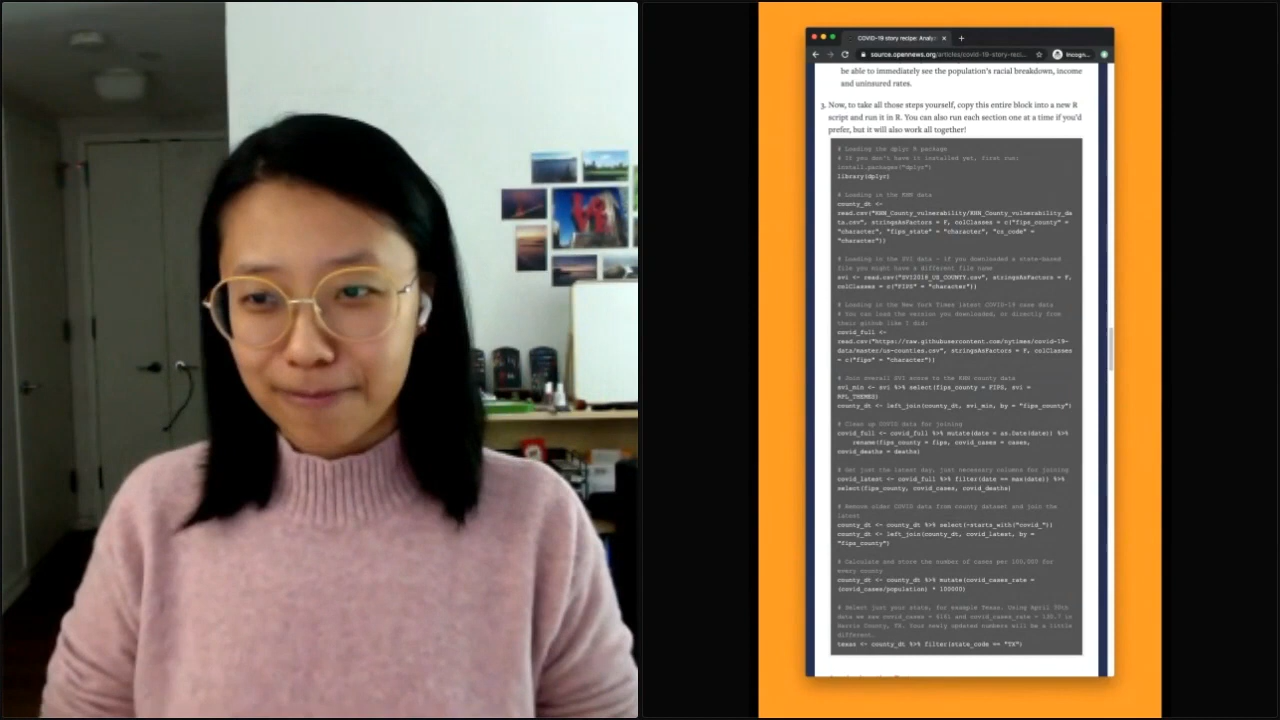 COVID-19 story recipe: Analy
source.opennews.org/articles/covid-19-story-reci...
Incogn...
be able to immediately see the population's racial breakdown, income
and uninsured rates.
3. Now, to take all those steps yourself, copy this entire block into a new R
script and run it in R. You can also run each section one at a time if you'd
prefer, but it will also work all together!
# Loading the dplyr R package
# If you don't have it installed yet, first run:
install.packages("dplyr")
library(dplyr)
# Loading in the KHN data
county_dt <-
read.csv("KHN_County_vulnerability/KHN_County_vulnerability_da
ta.csv", stringsAsFactors = F, colClasses = c("fips_county" =
"character", "fips_state" = "character", "cz_code" =
"character"))
# Loading in the SVI data - if you downloaded a state-based
file you might have a different file name
svi <- read.csv("SVI2018_US_COUNTY.csv", stringsAsFactors = F,
colClasses = c("FIPS" = "character"))
# Loading in the New York Times latest COVID-19 case data
# You can load the version you downloaded, or directly from
their github like I did:
covid_full <-
read.csv("https://raw.githubusercontent.com/nytimes/covid-19-
data/master/us-counties.csv", stringsAsFactors = F, colClasses
= c("fips" = "character"))
# Join overall SVI score to the KHN county data
svi_min <- svi %>% select(fips_county = FIPS, svi =
RPL_THEMES)
county_dt <- left_join(county_dt, svi_min, by = "fips_county")
# Clean up COVID data for joining
covid_full <- covid_full %>% mutate(date = as.Date(date)) %>%
rename(fips_county = fips, covid_cases = cases,
covid_deaths = deaths)
# Get just the latest day, just necessary columns for joining
covid_latest <- covid_full %>% filter(date == max(date)) %>%
select(fips_county, covid_cases, covid_deaths)
# Remove older COVID data from county dataset and join the
latest
county_dt <- county_dt %>% select(-starts_with("covid_"))
county_dt <- left_join(county_dt, covid_latest, by =
"fips_county")
# Calculate and store the number of cases per 100,000 for
every county
county_dt <- county_dt %>% mutate(covid_cases_rate =
(covid_cases/population) * 100000)
# Select just your state, for example Texas. Using April 30th
data we saw covid_cases = 6161 and covid_cases_rate = 130.7 in
Harris County, TX. Your newly updated numbers will be a little
different.
texas <- county_dt %>% filter(state_code == "TX")